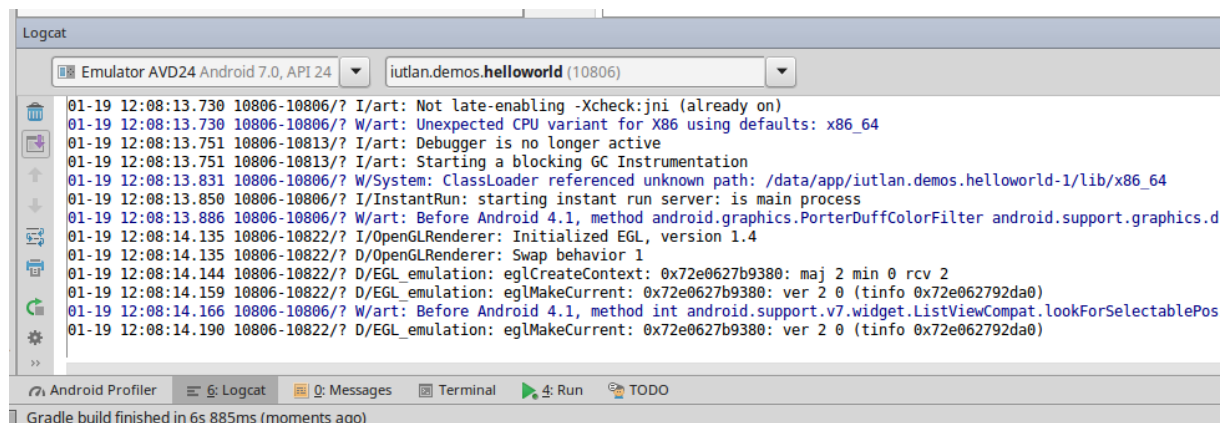 Logcat
Emulator AVD24 Android 7.0, API 24 iutlan.demos.helloworld (10806)
01-19 12:08:13.730 10806-10806/? I/art: Not late-enabling -Xcheck:jni (already on)
01-19 12:08:13.730 10806-10806/? W/art: Unexpected CPU variant for X86 using defaults: x86_64
01-19 12:08:13.751 10806-10813/? I/art: Debugger is no longer active
01-19 12:08:13.751 10806-10813/? I/art: Starting a blocking GC Instrumentation
01-19 12:08:13.831 10806-10806/? W/System: ClassLoader referenced unknown path: /data/app/iutlan.demos.helloworld-1/lib/x86_64
01-19 12:08:13.850 10806-10806/? I/InstantRun: starting instant run server: is main process
01-19 12:08:13.886 10806-10806/? W/art: Before Android 4.1, method android.graphics.PorterDuffColorFilter android.support.graphics.d
01-19 12:08:14.135 10806-10822/? I/OpenGLRenderer: Initialized EGL, version 1.4
01-19 12:08:14.135 10806-10822/? D/OpenGLRenderer: Swap behavior 1
01-19 12:08:14.144 10806-10822/? D/EGL_emulation: eglCreateContext: 0x72e0627b9380: maj 2 min 0 rcv 2
01-19 12:08:14.159 10806-10822/? D/EGL_emulation: eglMakeCurrent: 0x72e0627b9380: ver 2 0 (tinfo 0x72e062792da0)
01-19 12:08:14.166 10806-10806/? W/art: Before Android 4.1, method int android.support.v7.widget.ListViewCompat.lookForSelectablePos
01-19 12:08:14.190 10806-10822/? D/EGL_emulation: eglMakeCurrent: 0x72e0627b9380: ver 2 0 (tinfo 0x72e062792da0)
Android Profiler 6: Logcat 0: Messages Terminal 4: Run TODO
Gradle build finished in 6s 885ms (moments ago)